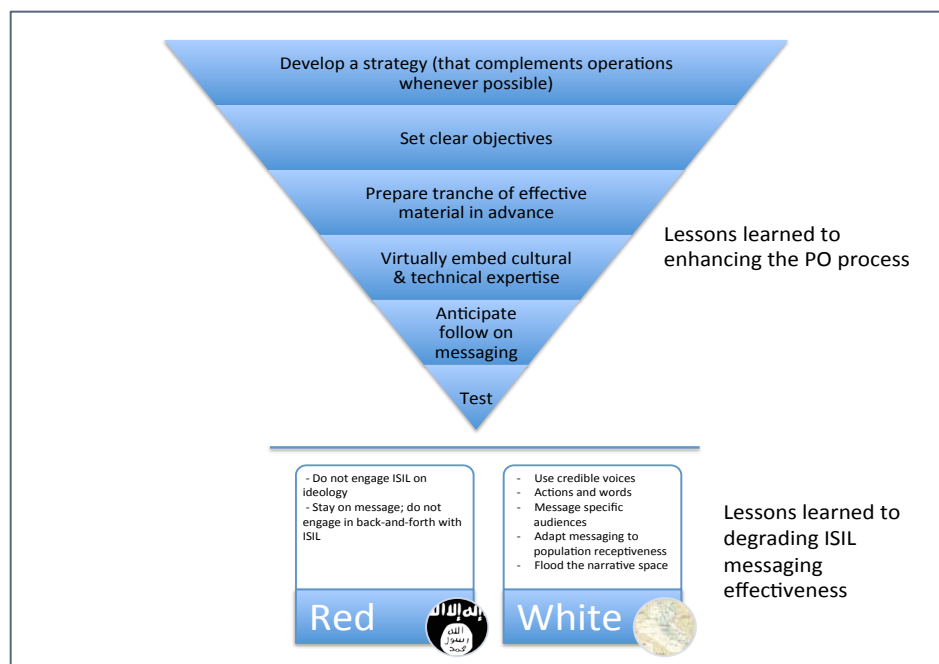 Develop a strategy (that complements operations
whenever possible)
Set clear objectives
Prepare tranche of effective
material in advance
Virtually embed cultural
& technical expertise
Anticipate
follow on
messaging
Test
Lessons learned to
enhancing the PO process
- Do not engage ISIL on
ideology
- Stay on message; do not
engage in back-and-forth with
ISIL
Red
الله
رسول
محمد
- Use credible voices
- Actions and words
- Message specific
audiences
- Adapt messaging to
population receptiveness
- Flood the narrative space
White
Lessons learned to
degrading ISIL
messaging
effectiveness